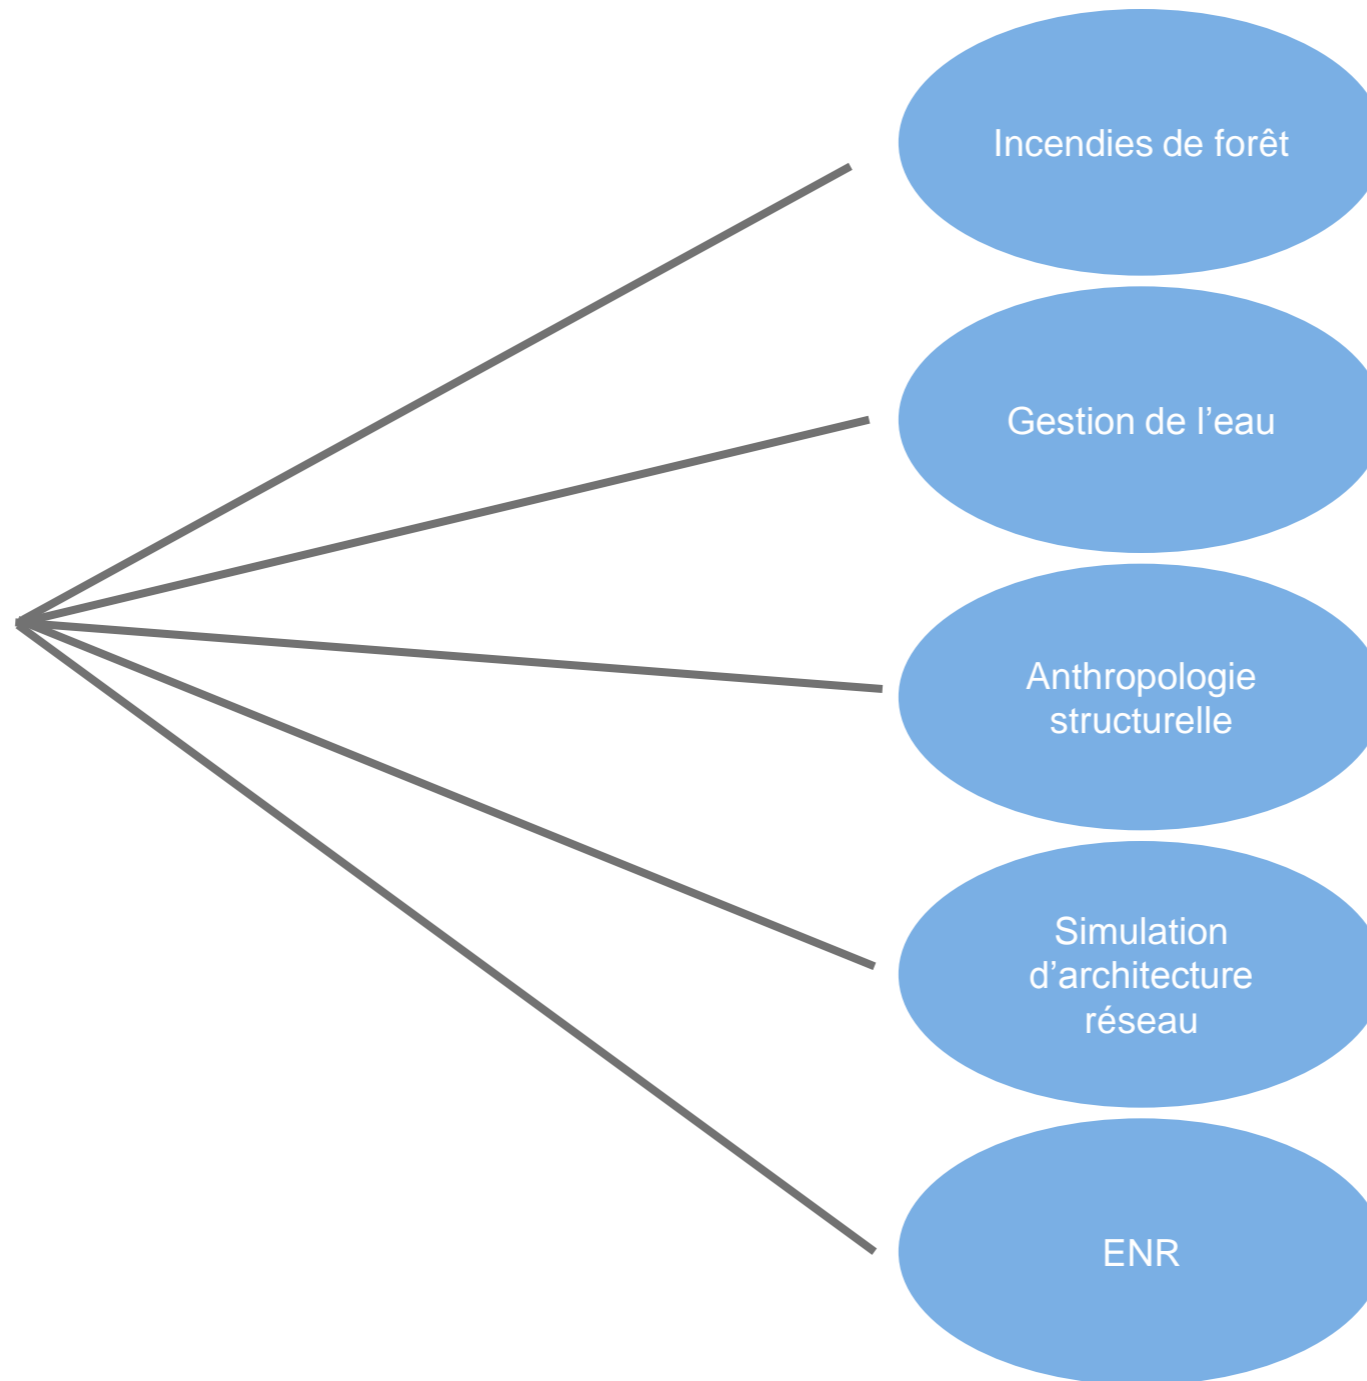 Incendies de forêt
Gestion de l’eau
Anthropologie
structurelle
Simulation
d’architecture
réseau
ENR